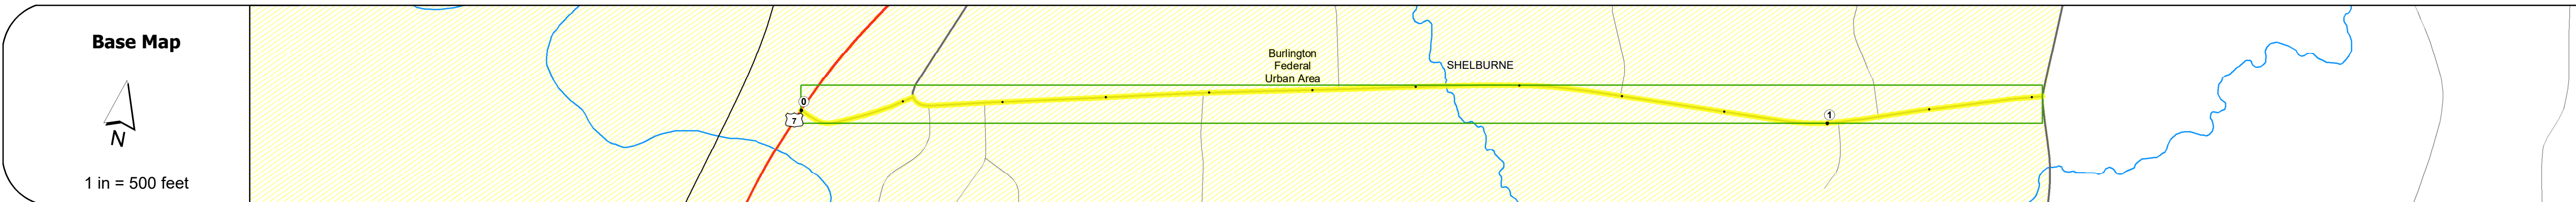 Base Map
N
1 in = 500 feet
0
7
Burlington
Federal
Urban Area
SHELBURNE
1